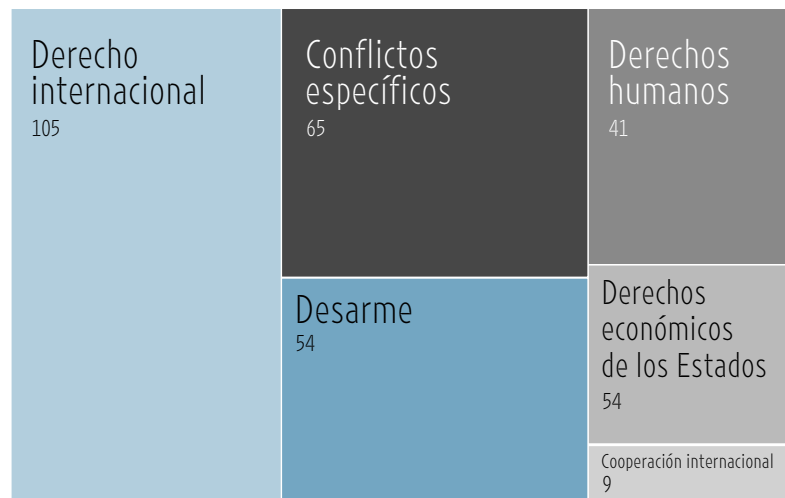 Derecho
internacional
105
Conflictos
específicos
65
Derechos
humanos
41
Desarme
54
Derechos
económicos
de los Estados
54
Cooperación internacional
9